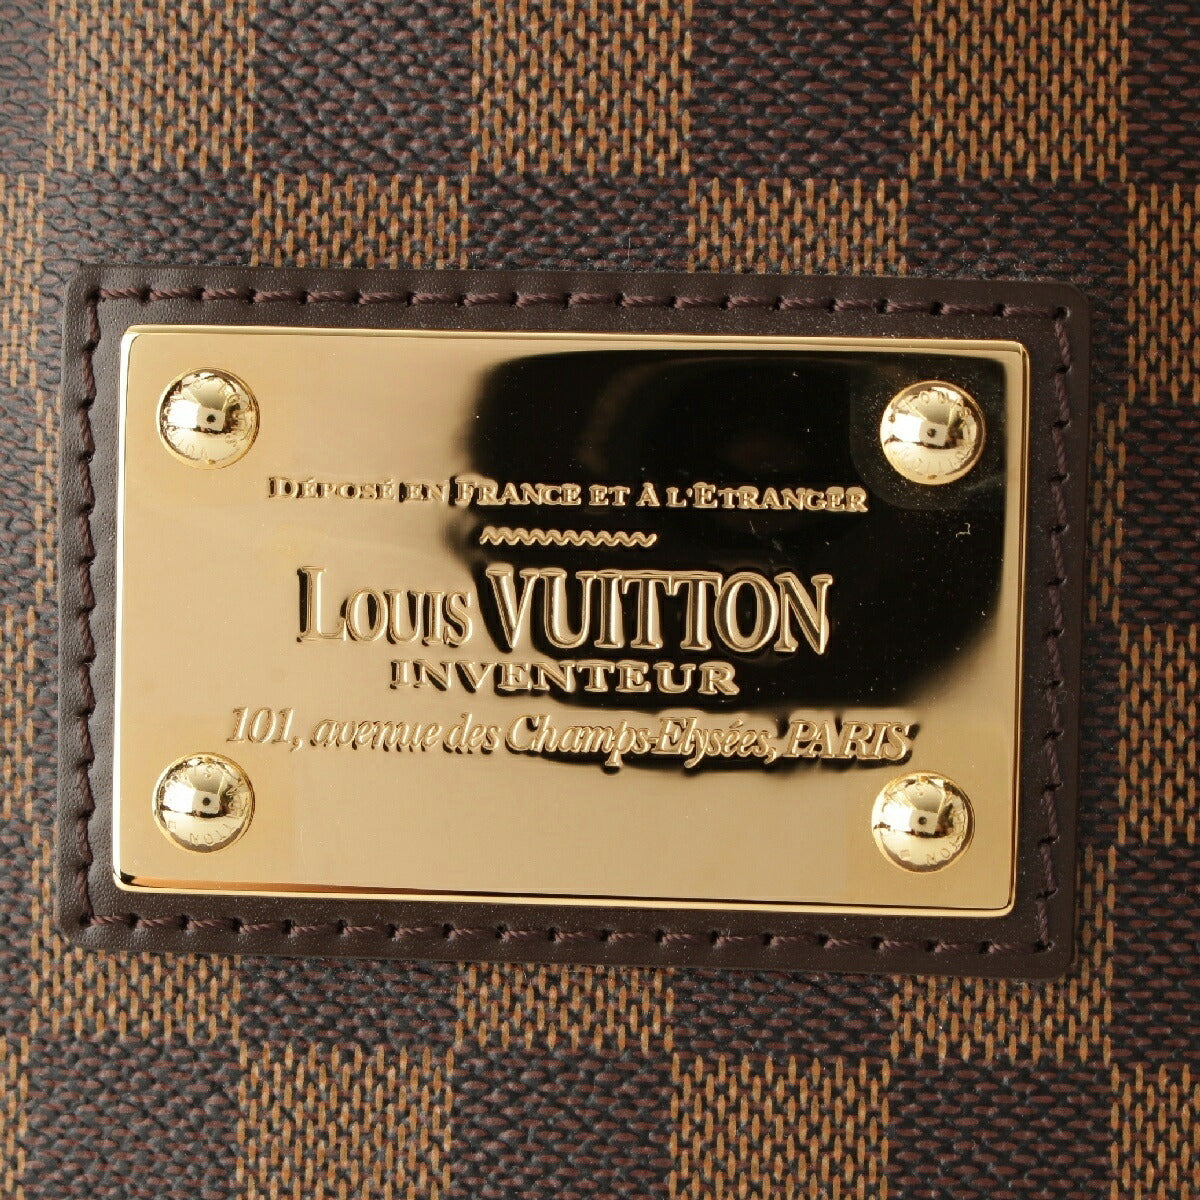 DÉPOSÉ EN FRANCE ET À L'ETRANGER
LOUIS VUITTON
INVENTEUR
101, avenue des Champs-Elysées, PARIS